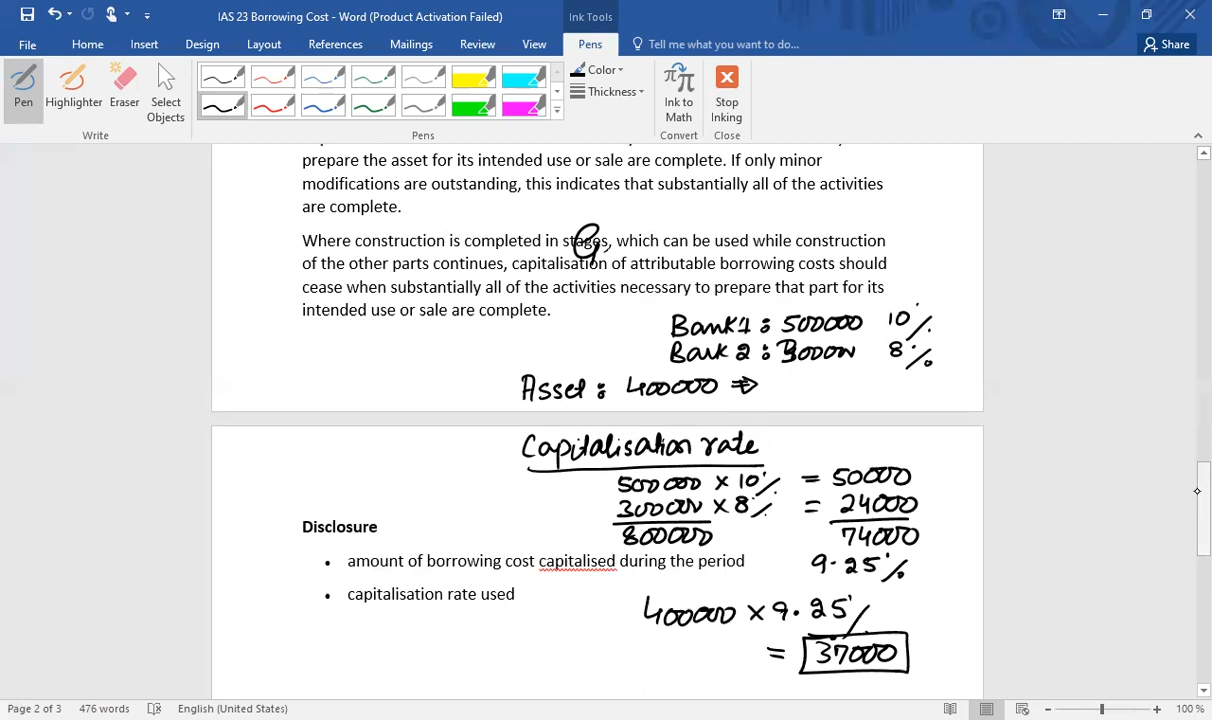 IAS 23 Borrowing Cost - Word (Product Activation Failed)
Ink Tools
File Home Insert Design Layout References Mailings Review View Pens Tell me what you want to do... Share
Pen Highlighter Eraser Select Objects
Color
Thickness
Ink to Math
Stop Inking
Write Pens Convert Close
prepare the asset for its intended use or sale are complete. If only minor
modifications are outstanding, this indicates that substantially all of the activities
are complete.
Where construction is completed in stages, which can be used while construction
of the other parts continues, capitalisation of attributable borrowing costs should
cease when substantially all of the activities necessary to prepare that part for its
intended use or sale are complete.
Bank 1 : 500000 10%
Bank 2 : 300000 8%
Asset : 400000 ⇒
Capitalisation rate
500000 × 10% = 50000
300000 × 8% = 24000
800000 74000
Disclosure
9.25%
• amount of borrowing cost capitalised during the period
• capitalisation rate used
400000 × 9.25%
= 37000
Page 2 of 3 476 words English (United States) 100 %